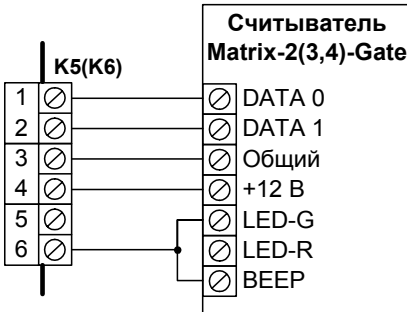 Считыватель
Matrix-2(3,4)-Gate
K5(K6)
1 DATA 0
2 DATA 1
3 Общий
4 +12 В
5 LED-G
6 LED-R
BEEP